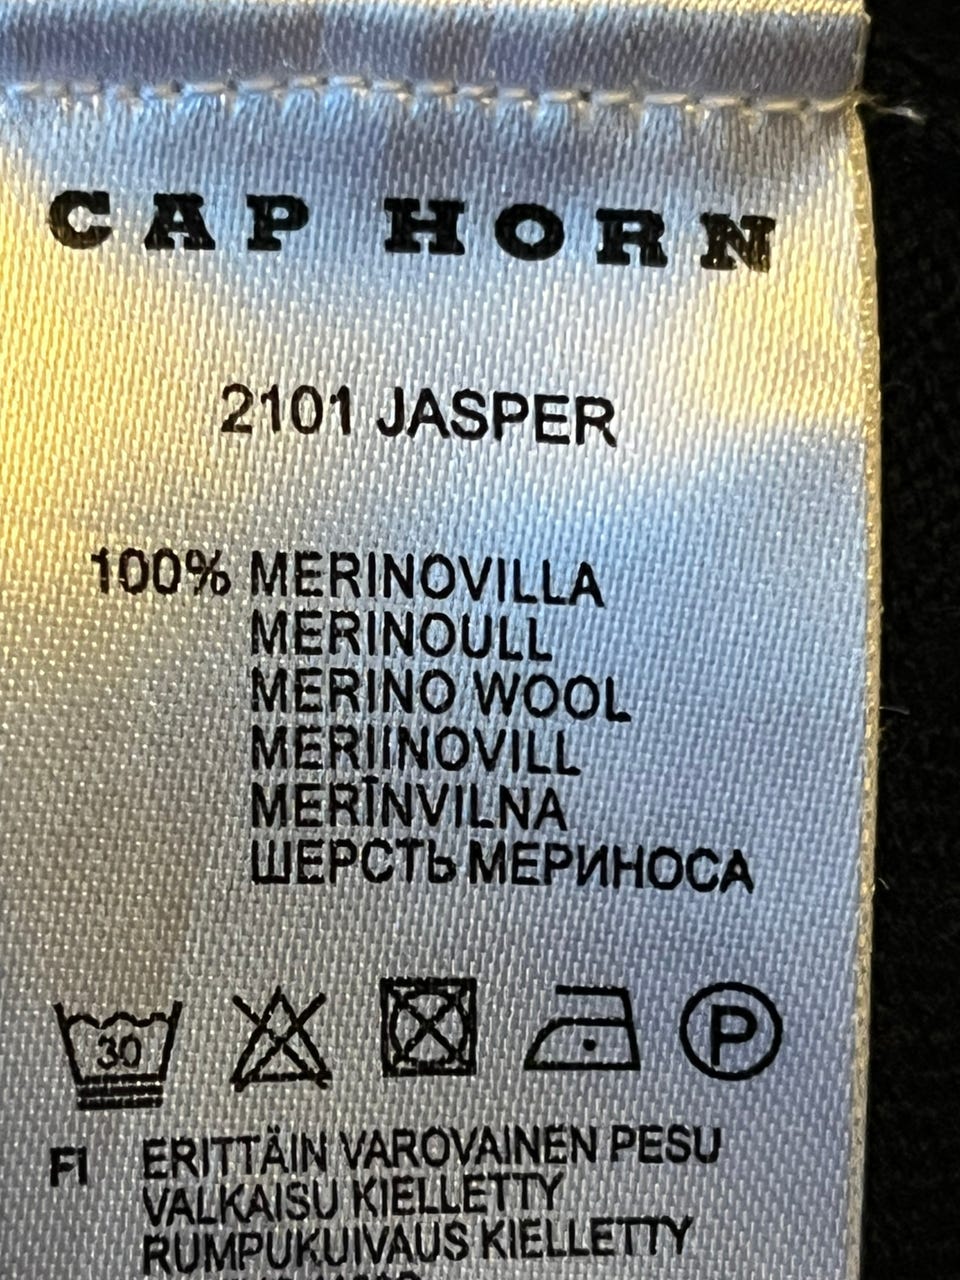 CAP HORN
2101 JASPER
100% MERINOVILLA
MERINOULL
MERINO WOOL
MERIINOVILL
MERĪNVILNA
ШЕРСТЬ МЕРИНОСА
30 P
FI ERITTÄIN VAROVAINEN PESU
VALKAISU KIELLETTY
RUMPUKUIVAUS KIELLETTY